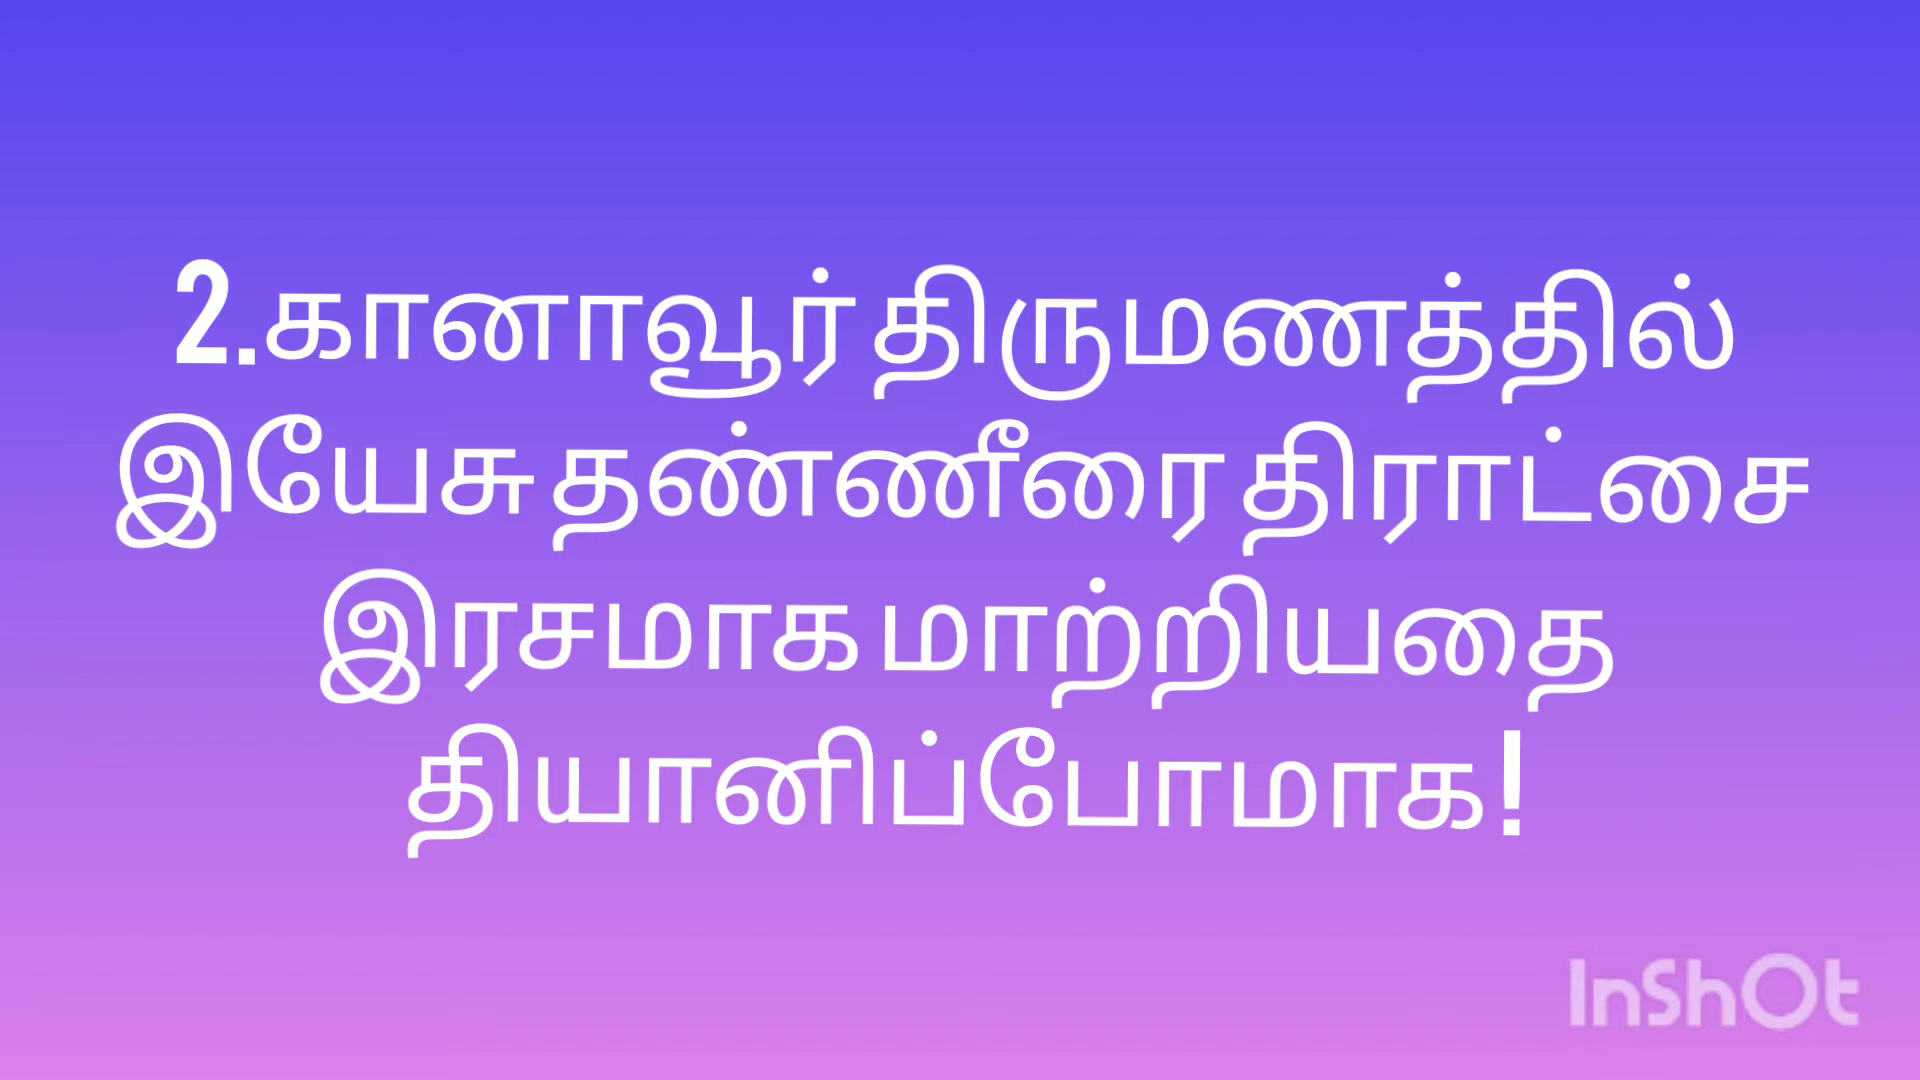 2.கானாவூர் திருமணத்தில்
இயேசு தண்ணீரை திராட்சை
இரசமாக மாற்றியதை
தியானிப்போமாக!
InShOt